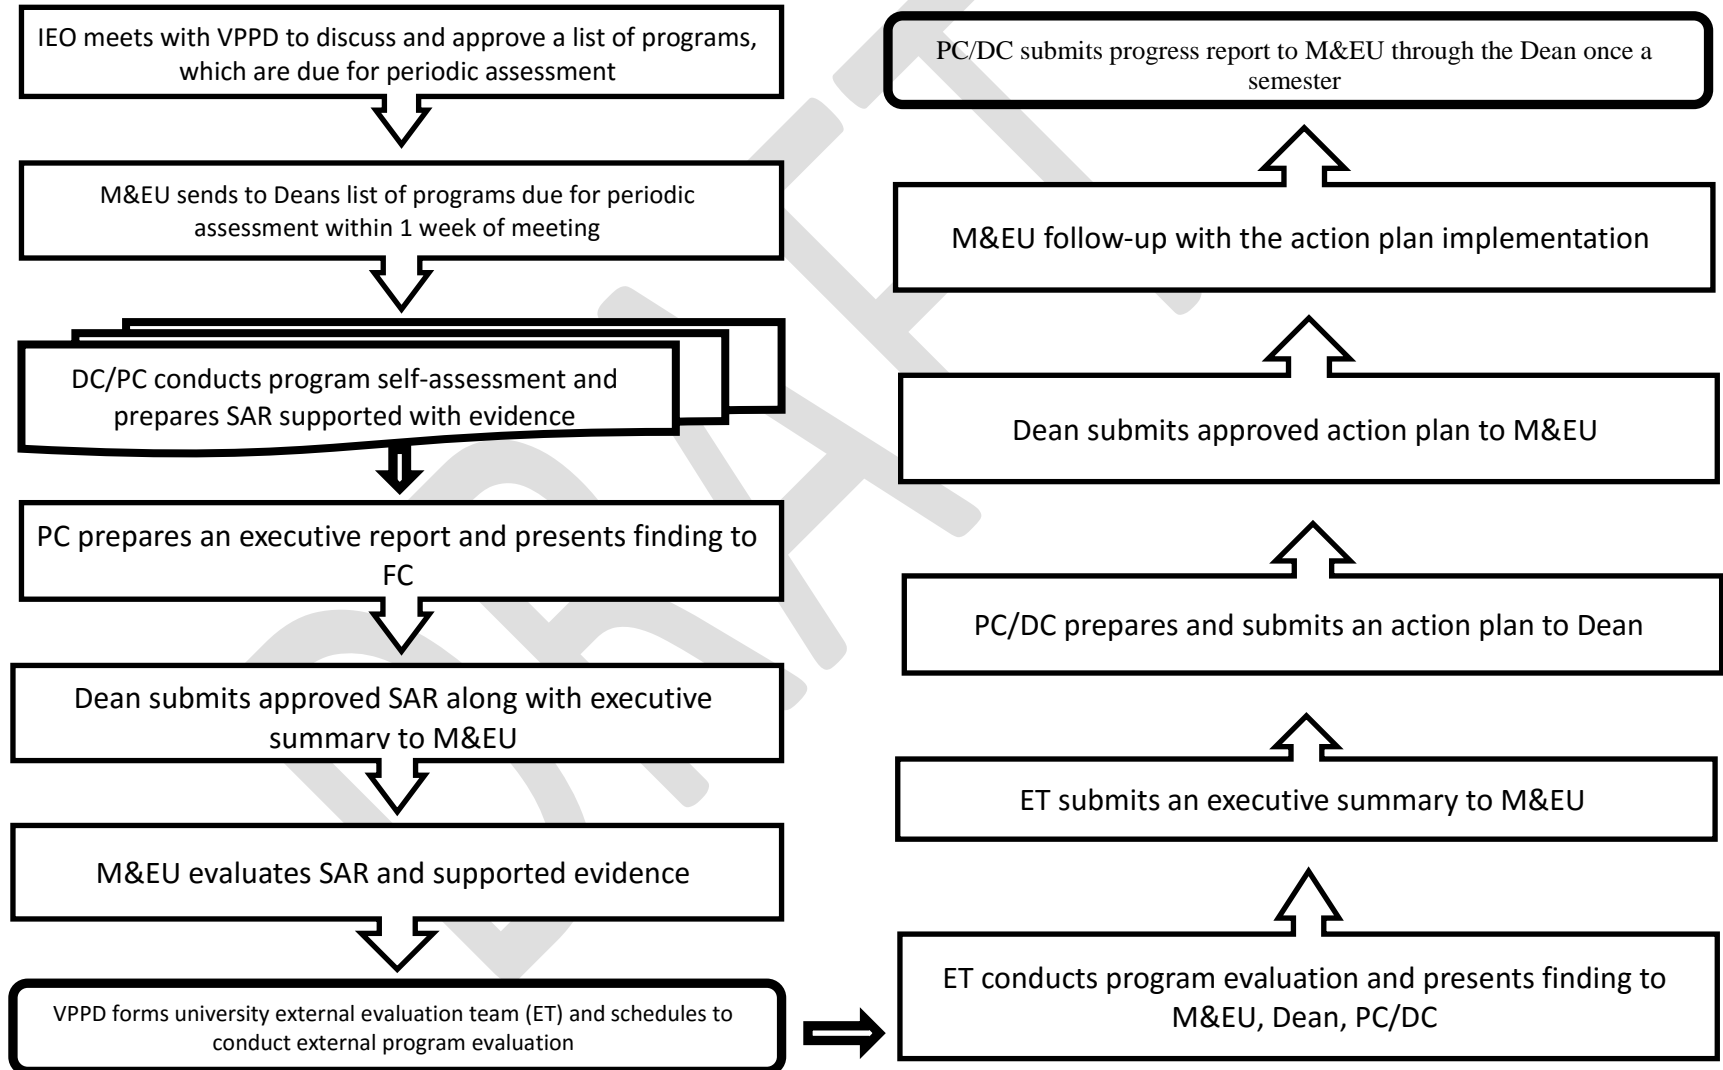 IEO meets with VPPD to discuss and approve a list of programs,
which are due for periodic assessment
M&EU sends to Deans list of programs due for periodic
assessment within 1 week of meeting
DC/PC conducts program self-assessment and
prepares SAR supported with evidence
PC prepares an executive report and presents finding to
FC
Dean submits approved SAR along with executive
summary to M&EU
M&EU evaluates SAR and supported evidence
VPPD forms university external evaluation team (ET) and schedules to
conduct external program evaluation
ET conducts program evaluation and presents finding to
M&EU, Dean, PC/DC
ET submits an executive summary to M&EU
PC/DC prepares and submits an action plan to Dean
Dean submits approved action plan to M&EU
M&EU follow-up with the action plan implementation
PC/DC submits progress report to M&EU through the Dean once a
semester
DRAFT